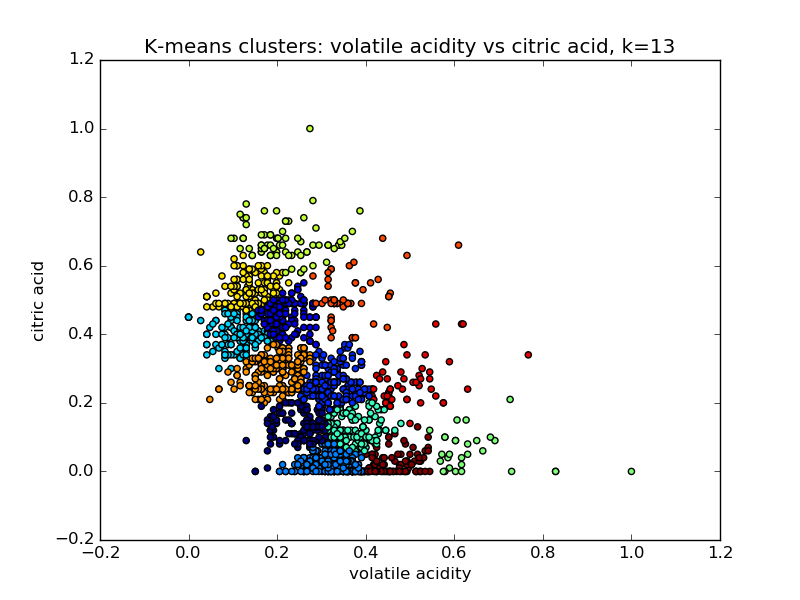 K-means clusters: volatile acidity vs citric acid, k=13
1.2
1.0
0.8
0.6
0.4
0.2
0.0
−0.2
citric acid
−0.2 0.0 0.2 0.4 0.6 0.8 1.0 1.2
volatile acidity